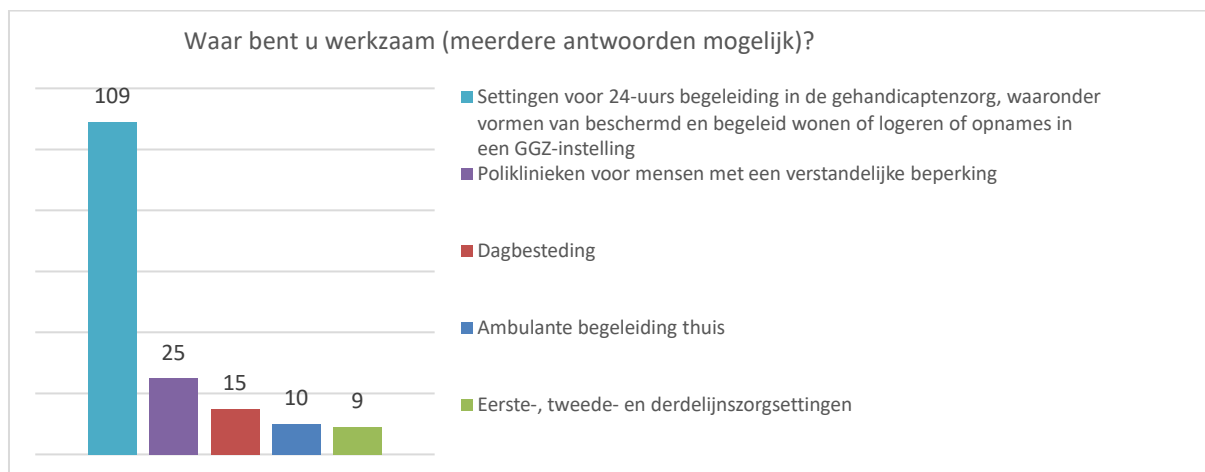 Waar bent u werkzaam (meerdere antwoorden mogelijk)?
109
25
15
10
9
Settingen voor 24-uurs begeleiding in de gehandicaptenzorg, waaronder
vormen van beschermd en begeleid wonen of logeren of opnames in
een GGZ-instelling
Poliklinieken voor mensen met een verstandelijke beperking
Dagbesteding
Ambulante begeleiding thuis
Eerste-, tweede- en derdelijnszorgsettingen